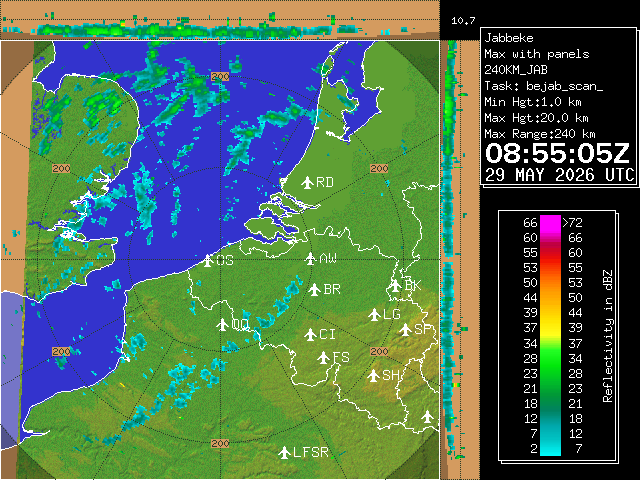 10.7
Jabbeke
Max with panels
240KM_JAB
Task: bejab_scan_
Min Hgt:1.0 km
Max Hgt:20.0 km
Max Range:240 km
08:55:05Z
29 MAY 2026 UTC
200
200
200
RD
OS
AW
BR
BK
LG
OO
CI
SP
FS
SH
200
200
200
LFSR
66 >72
60 66
55 60
53 55
50 53
44 50
39 44
37 39
34 37
28 34
23 28
21 23
18 21
12 18
7 12
2 7
Reflectivity in dBZ